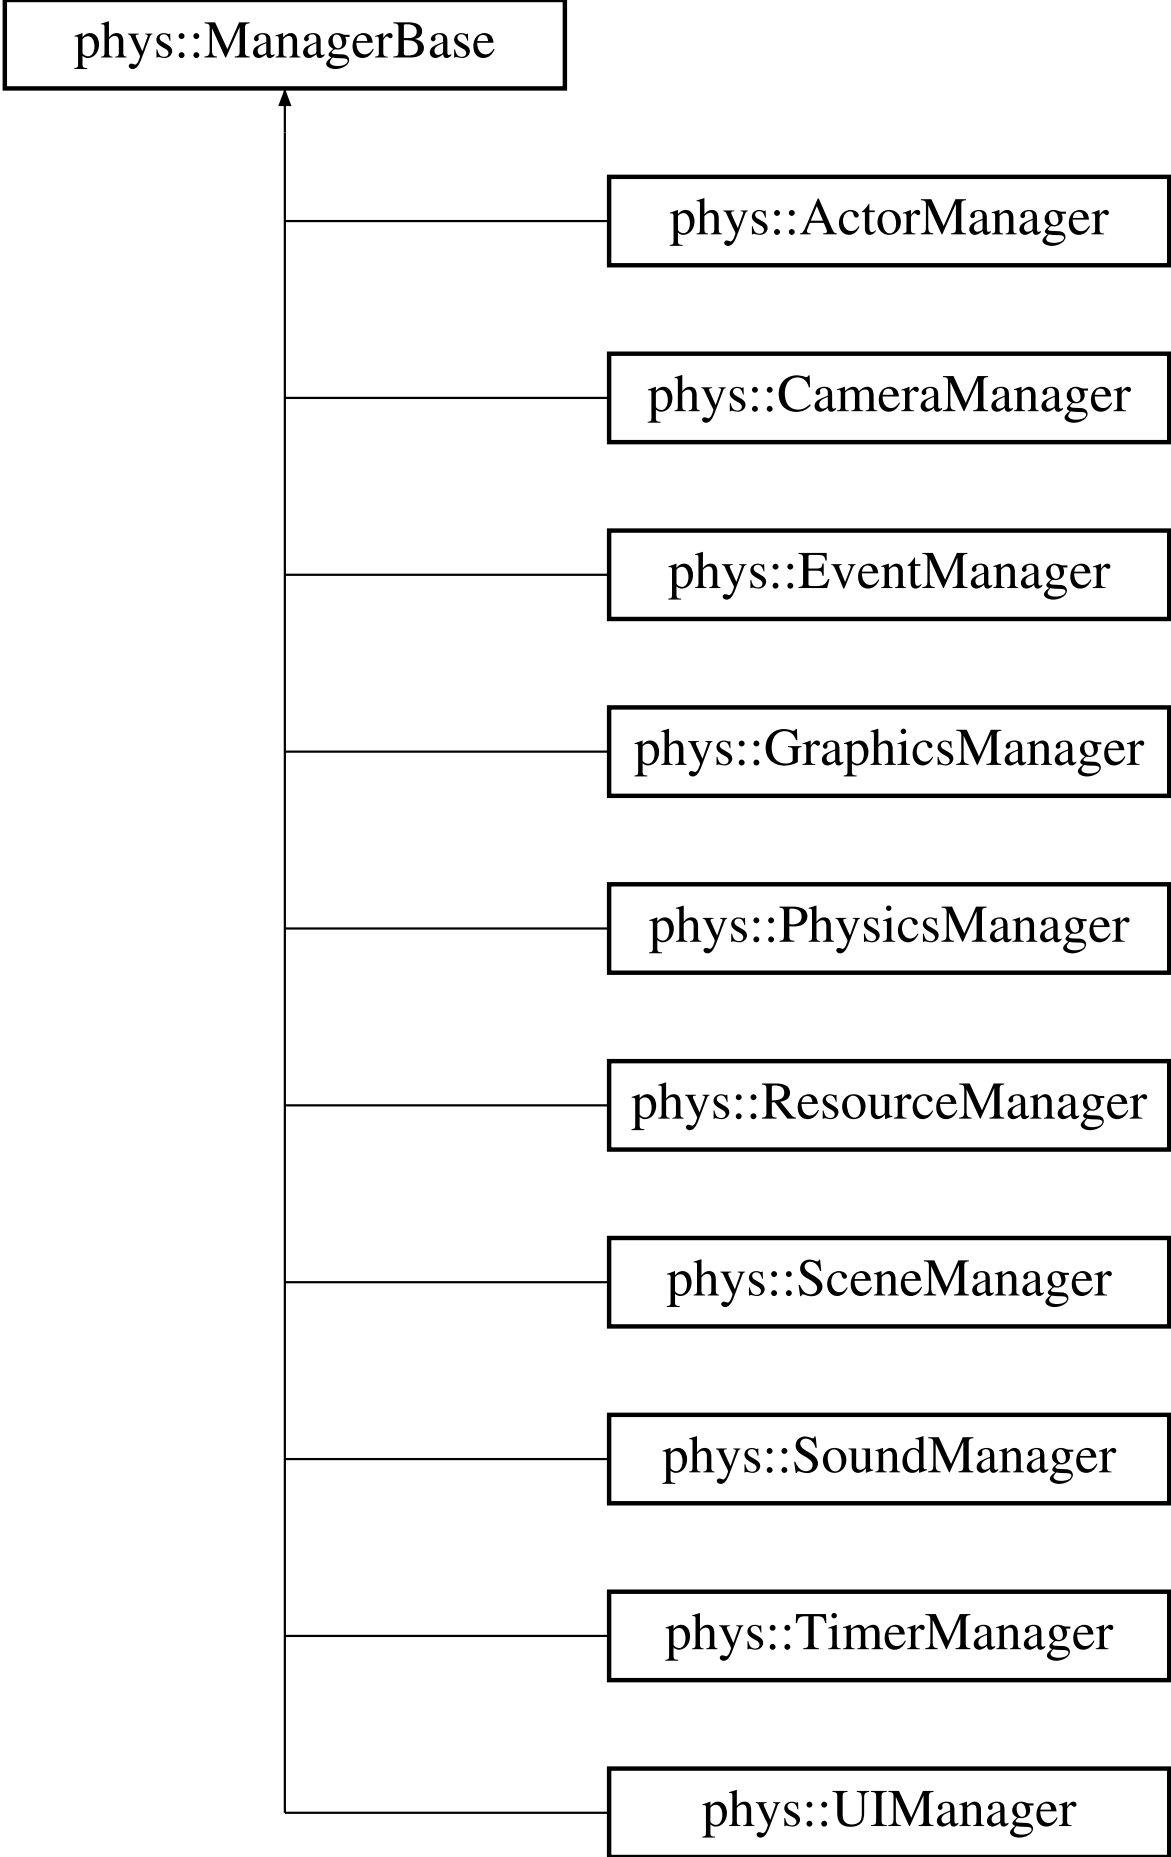 phys::ManagerBase
phys::ActorManager
phys::CameraManager
phys::EventManager
phys::GraphicsManager
phys::PhysicsManager
phys::ResourceManager
phys::SceneManager
phys::SoundManager
phys::TimerManager
phys::UIManager